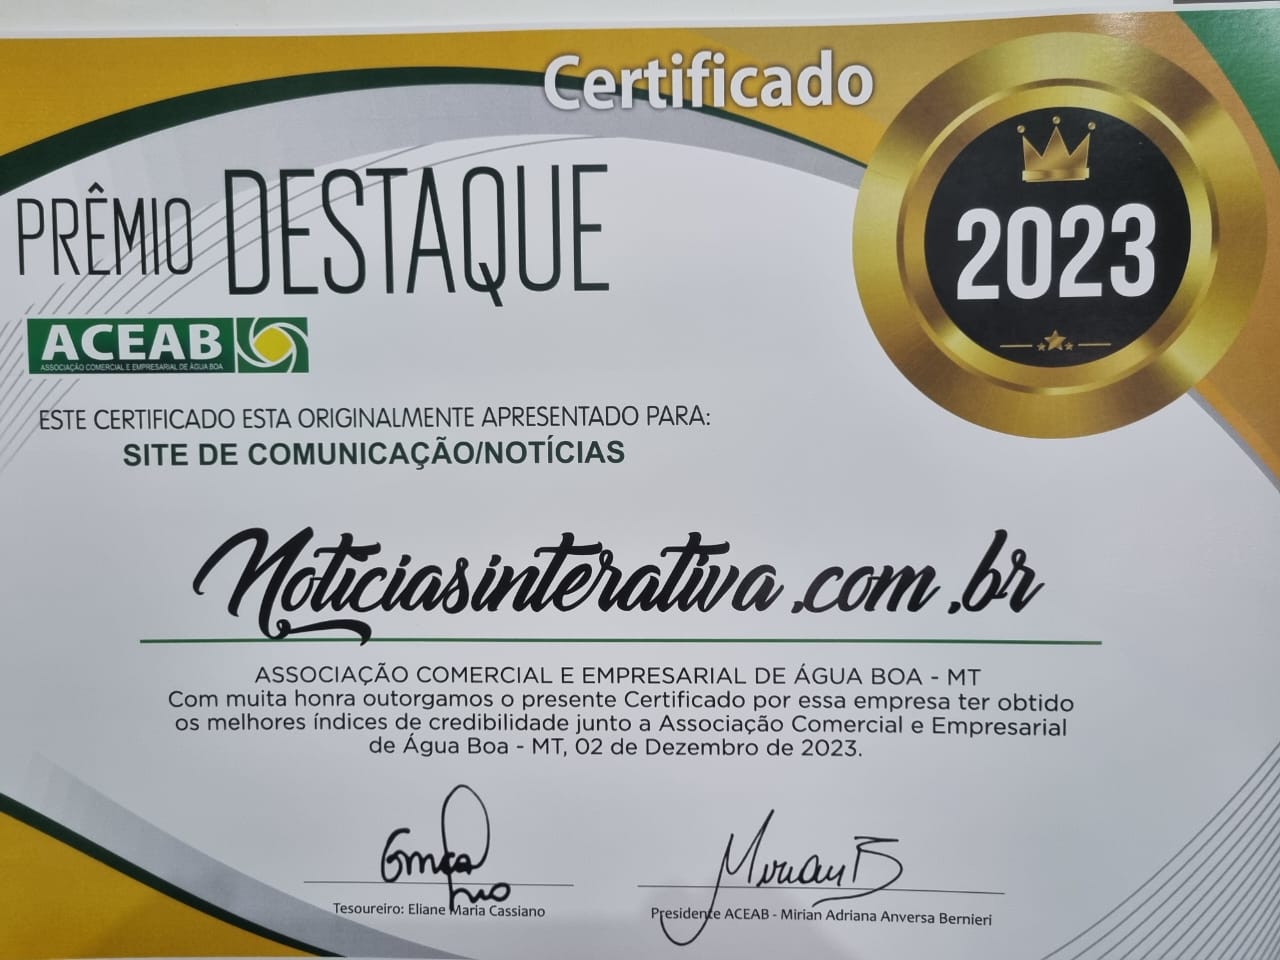 Certificado
PRÊMIO DESTAQUE
2023
ACEAB
ASSOCIAÇÃO COMERCIAL E EMPRESARIAL DE ÁGUA BOA
ESTE CERTIFICADO ESTA ORIGINALMENTE APRESENTADO PARA:
SITE DE COMUNICAÇÃO/NOTÍCIAS
Noticiasinterativa.com.br
ASSOCIAÇÃO COMERCIAL E EMPRESARIAL DE ÁGUA BOA - MT
Com muita honra outorgamos o presente Certificado por essa empresa ter obtido
os melhores índices de credibilidade junto a Associação Comercial e Empresarial
de Água Boa - MT, 02 de Dezembro de 2023.
Mirian B
Tesoureiro: Eliane Maria Cassiano
Presidente ACEAB - Mirian Adriana Anversa Bernieri